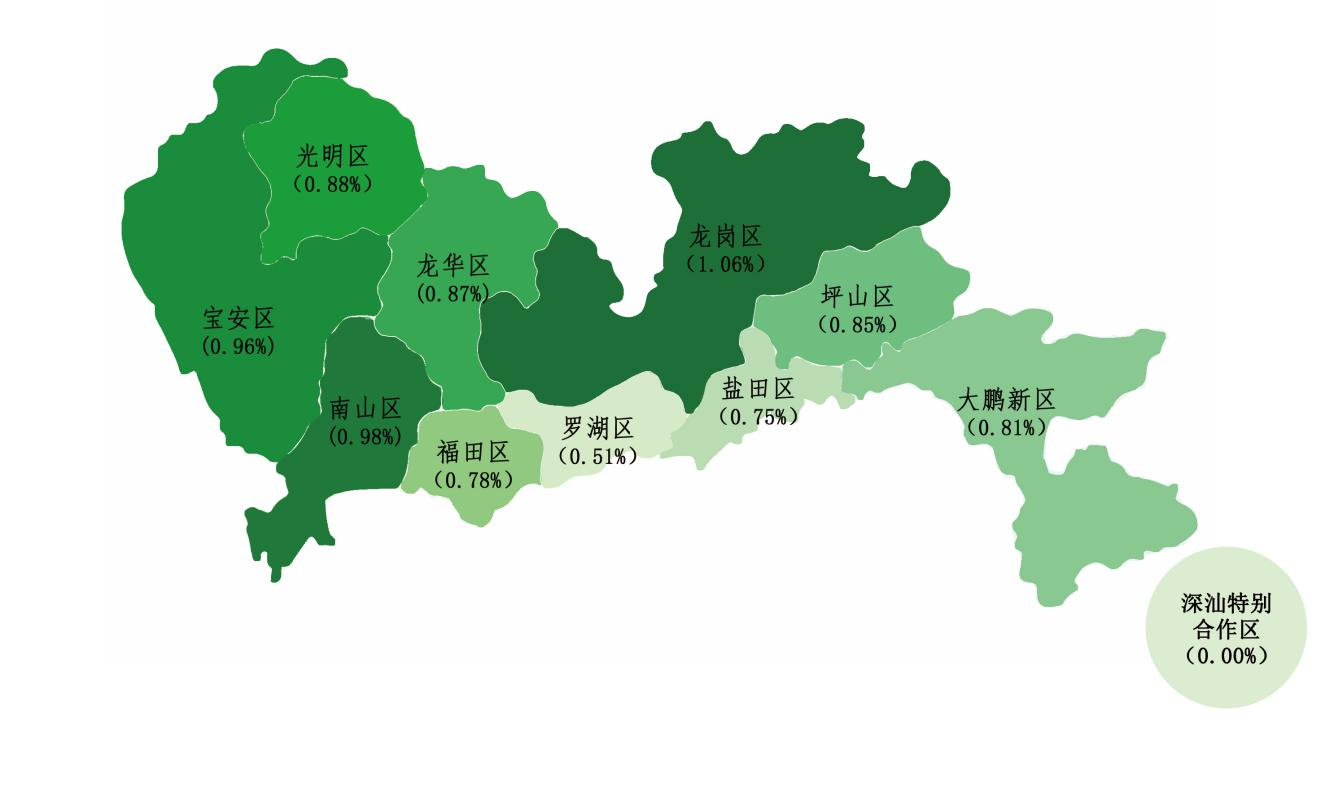 光明区
（0.88%）
龙华区
(0.87%)
龙岗区
（1.06%）
坪山区
（0.85%）
宝安区
(0.96%)
南山区
(0.98%)
福田区
（0.78%）
罗湖区
（0.51%）
盐田区
（0.75%）
大鹏新区
（0.81%）
深汕特别
合作区
（0.00%）